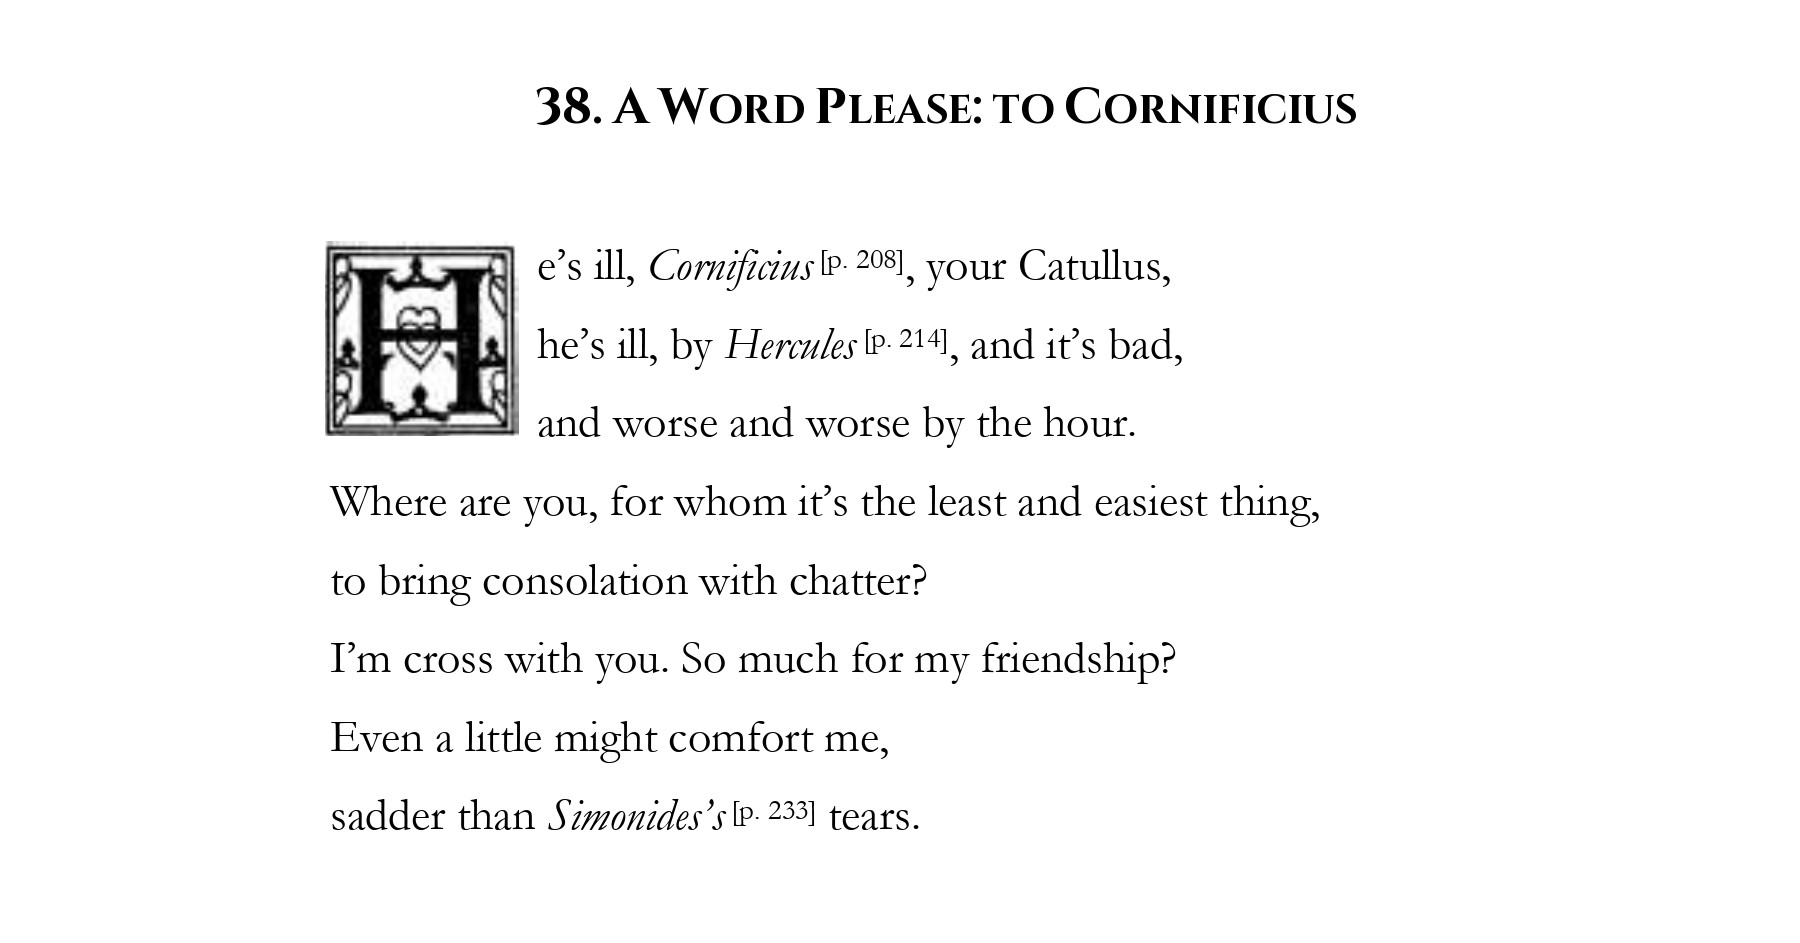 38. A Word Please: to Cornificius
He’s ill, Cornificius [p. 208], your Catullus,
he’s ill, by Hercules [p. 214], and it’s bad,
and worse and worse by the hour.
Where are you, for whom it’s the least and easiest thing,
to bring consolation with chatter?
I’m cross with you. So much for my friendship?
Even a little might comfort me,
sadder than Simonides’s [p. 233] tears.